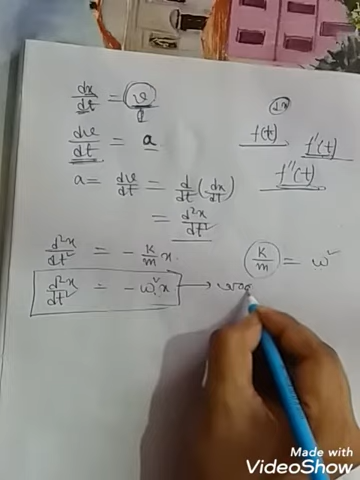 dx/dt = v
dv/dt = a
f(t) f''(t)
f''(t)
a = dv/dt = d/dt (dx/dt)
= d²x/dt²
d²x/dt² = - k/m x
k/m = ω²
d²x/dt² = - ω²x →
Made with
VideoShow